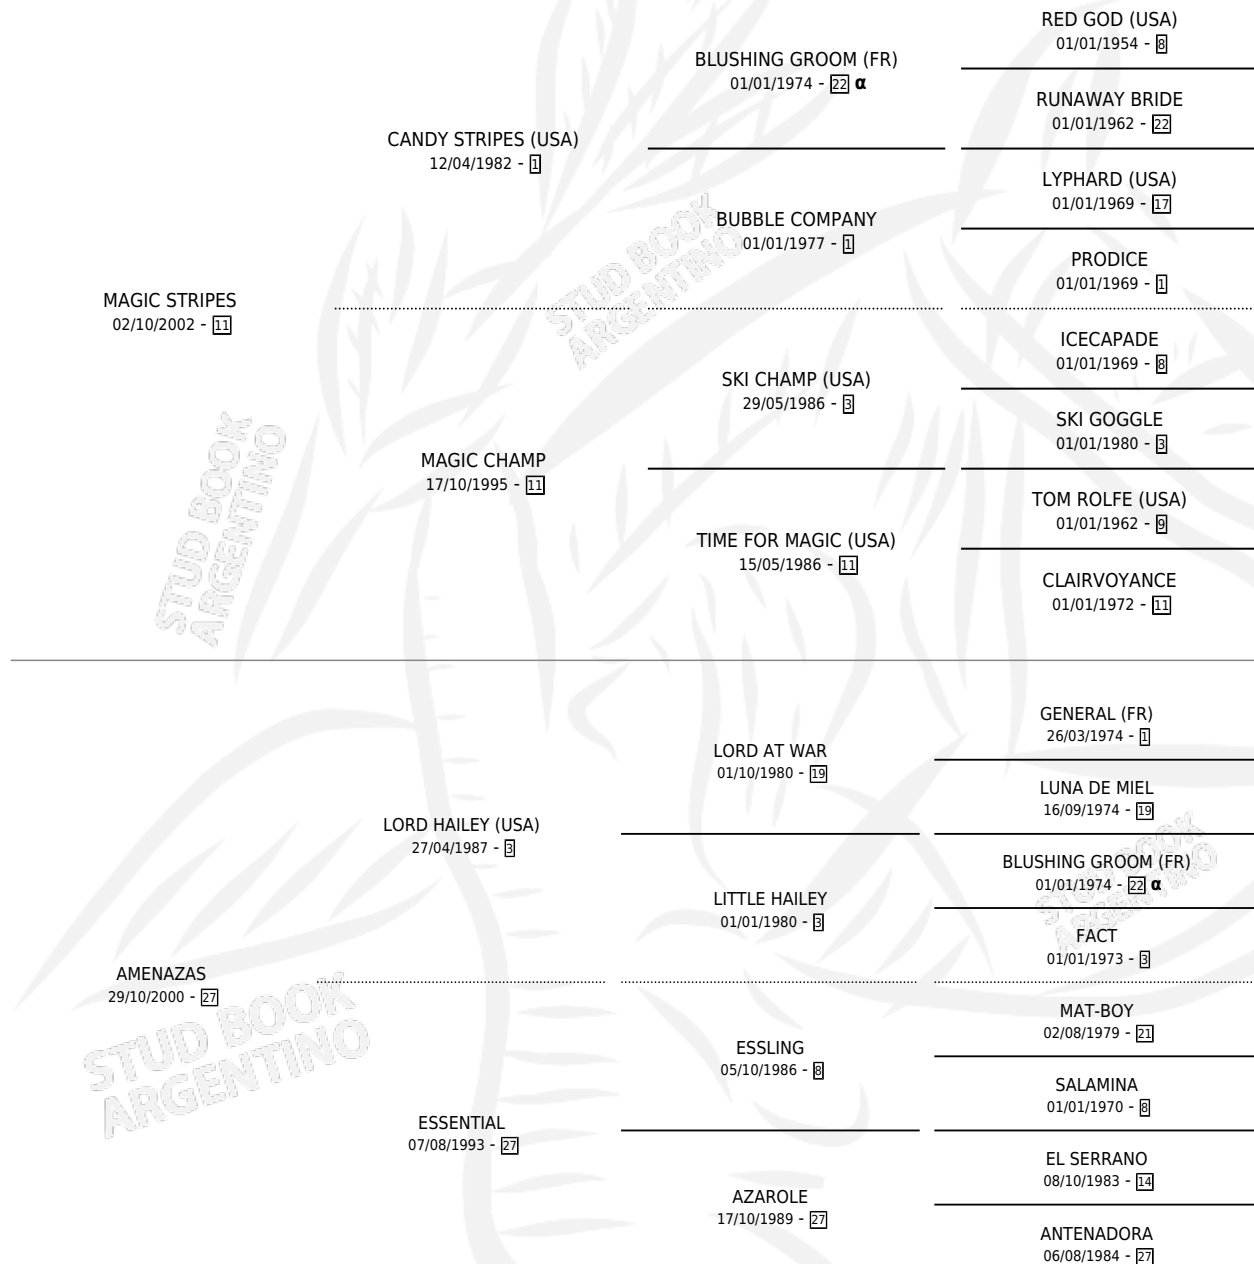 RED GOD (USA)
01/01/1954 - 8
BLUSHING GROOM (FR)
01/01/1974 - 22 α
RUNAWAY BRIDE
01/01/1962 - 22
CANDY STRIPES (USA)
12/04/1982 - 1
LYPHARD (USA)
01/01/1969 - 17
BUBBLE COMPANY
01/01/1977 - 1
PRODICE
01/01/1969 - 1
STUD BOOK
ARGENTINO
MAGIC STRIPES
02/10/2002 - 11
ICECAPADE
01/01/1969 - 8
SKI CHAMP (USA)
29/05/1986 - 3
SKI GOGGLE
01/01/1980 - 3
MAGIC CHAMP
17/10/1995 - 11
TOM ROLFE (USA)
01/01/1962 - 9
TIME FOR MAGIC (USA)
15/05/1986 - 11
CLAIRVOYANCE
01/01/1972 - 11
STUD BOOK
ARGENTINO
GENERAL (FR)
26/03/1974 - 1
LORD AT WAR
01/10/1980 - 19
LUNA DE MIEL
16/09/1974 - 19
LORD HAILEY (USA)
27/04/1987 - 3
BLUSHING GROOM (FR)
01/01/1974 - 22 α
STUD BOOK
ARGENTINO
LITTLE HAILEY
01/01/1980 - 3
FACT
01/01/1973 - 3
AMENAZAS
29/10/2000 - 27
STUD BOOK
ARGENTINO
MAT-BOY
02/08/1979 - 21
ESSLING
05/10/1986 - 8
SALAMINA
01/01/1970 - 8
ESSENTIAL
07/08/1993 - 27
EL SERRANO
08/10/1983 - 14
AZAROLE
17/10/1989 - 27
ANTENADORA
06/08/1984 - 27